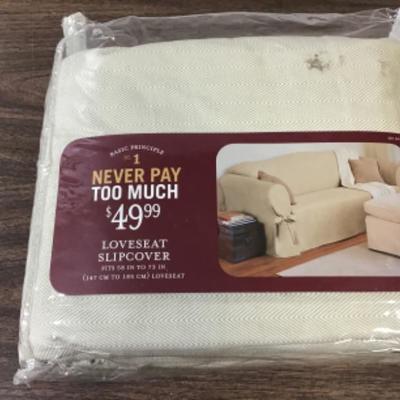 BASIC PRINCIPLE
No. 1
NEVER PAY
TOO MUCH
$49.99
LOVESEAT
SLIPCOVER
FITS 58 IN TO 73 IN
(147 CM TO 185 CM) LOVESEAT